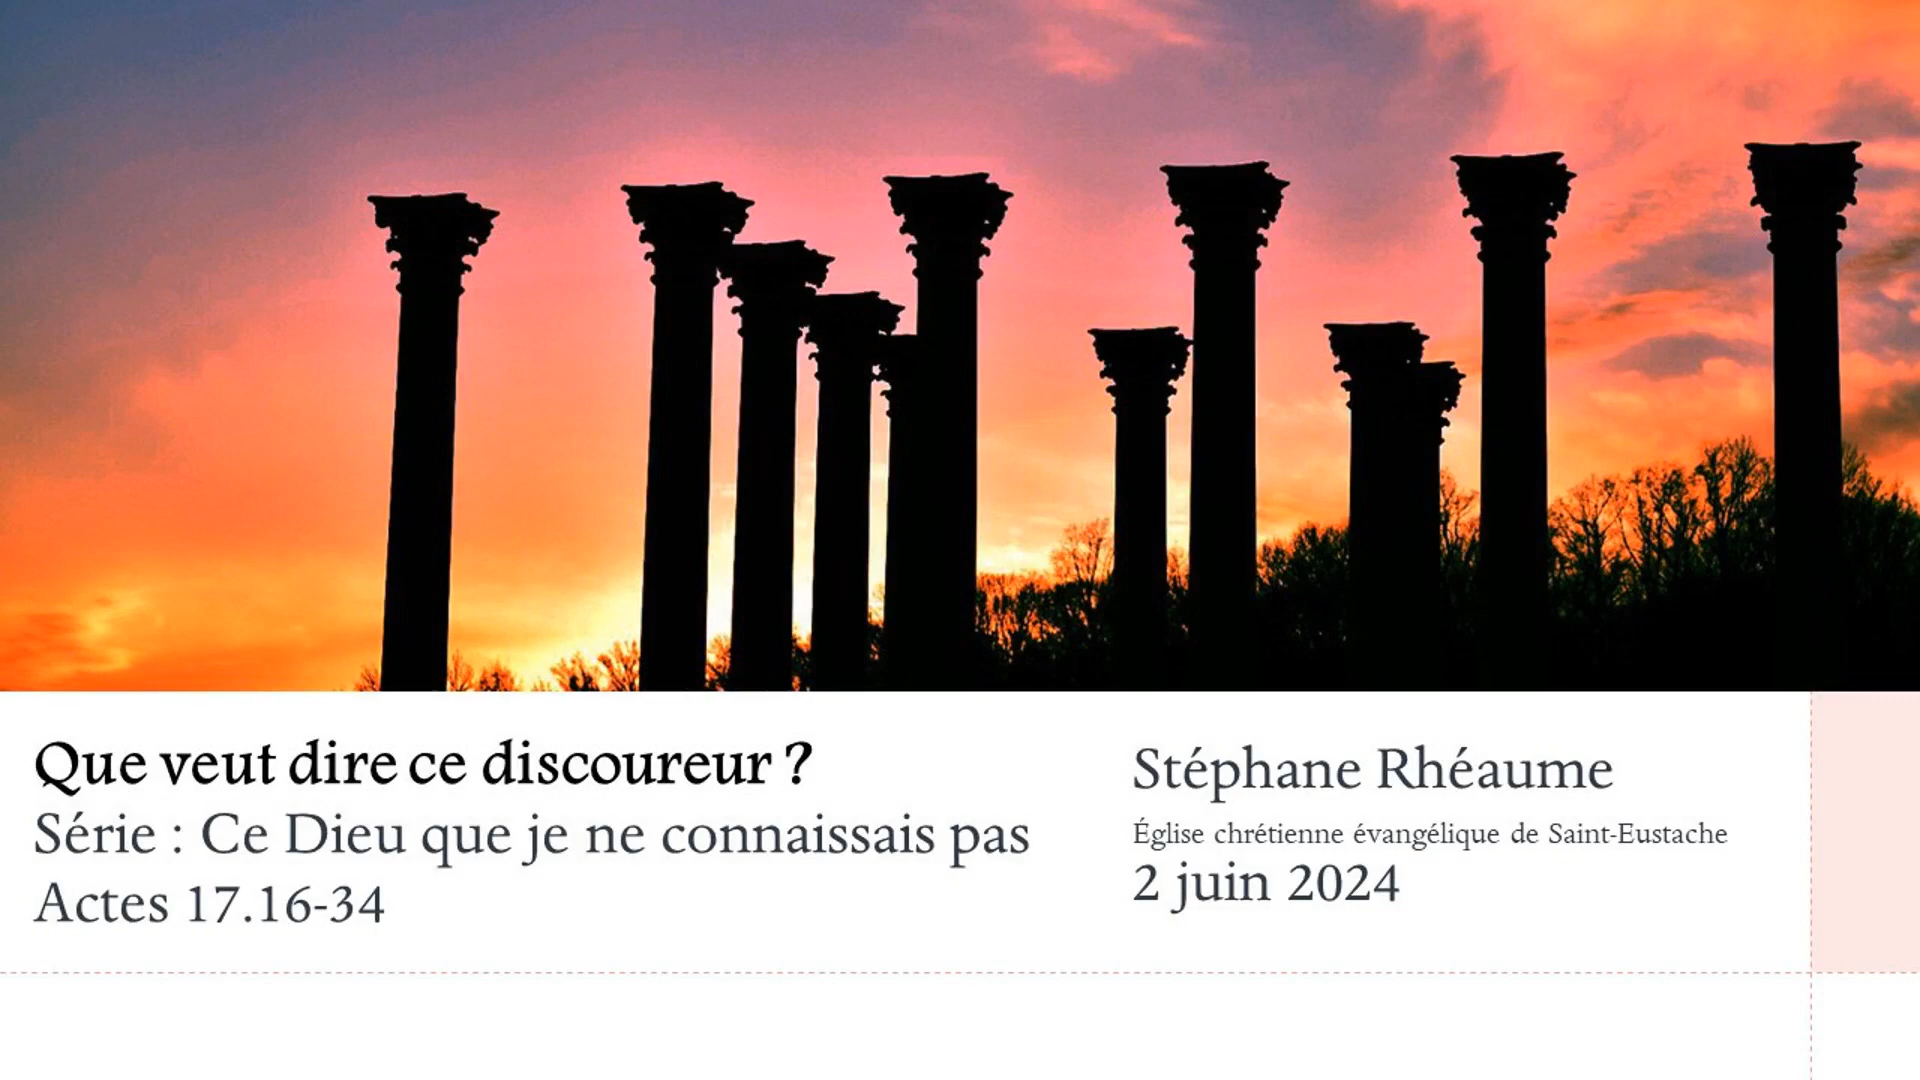 Que veut dire ce discoureur ?
Série : Ce Dieu que je ne connaissais pas
Actes 17.16-34
Stéphane Rhéaume
Église chrétienne évangélique de Saint-Eustache
2 juin 2024